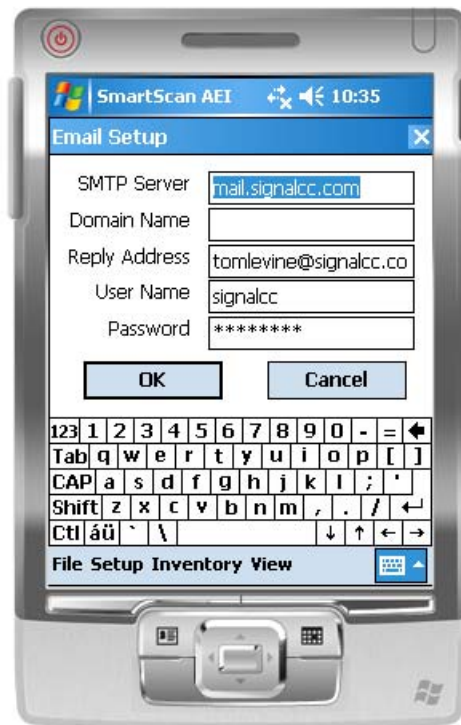 SmartScan AEI 10:35
Email Setup
SMTP Server mail.signalcc.com
Domain Name
Reply Address tomlevine@signalcc.co
User Name signalcc
Password ********
OK Cancel
123 1 2 3 4 5 6 7 8 9 0 - =
Tab q w e r t y u i o p [ ]
CAP a s d f g h j k l ; '
Shift z x c v b n m , . /
Ctl áü ` \
File Setup Inventory View